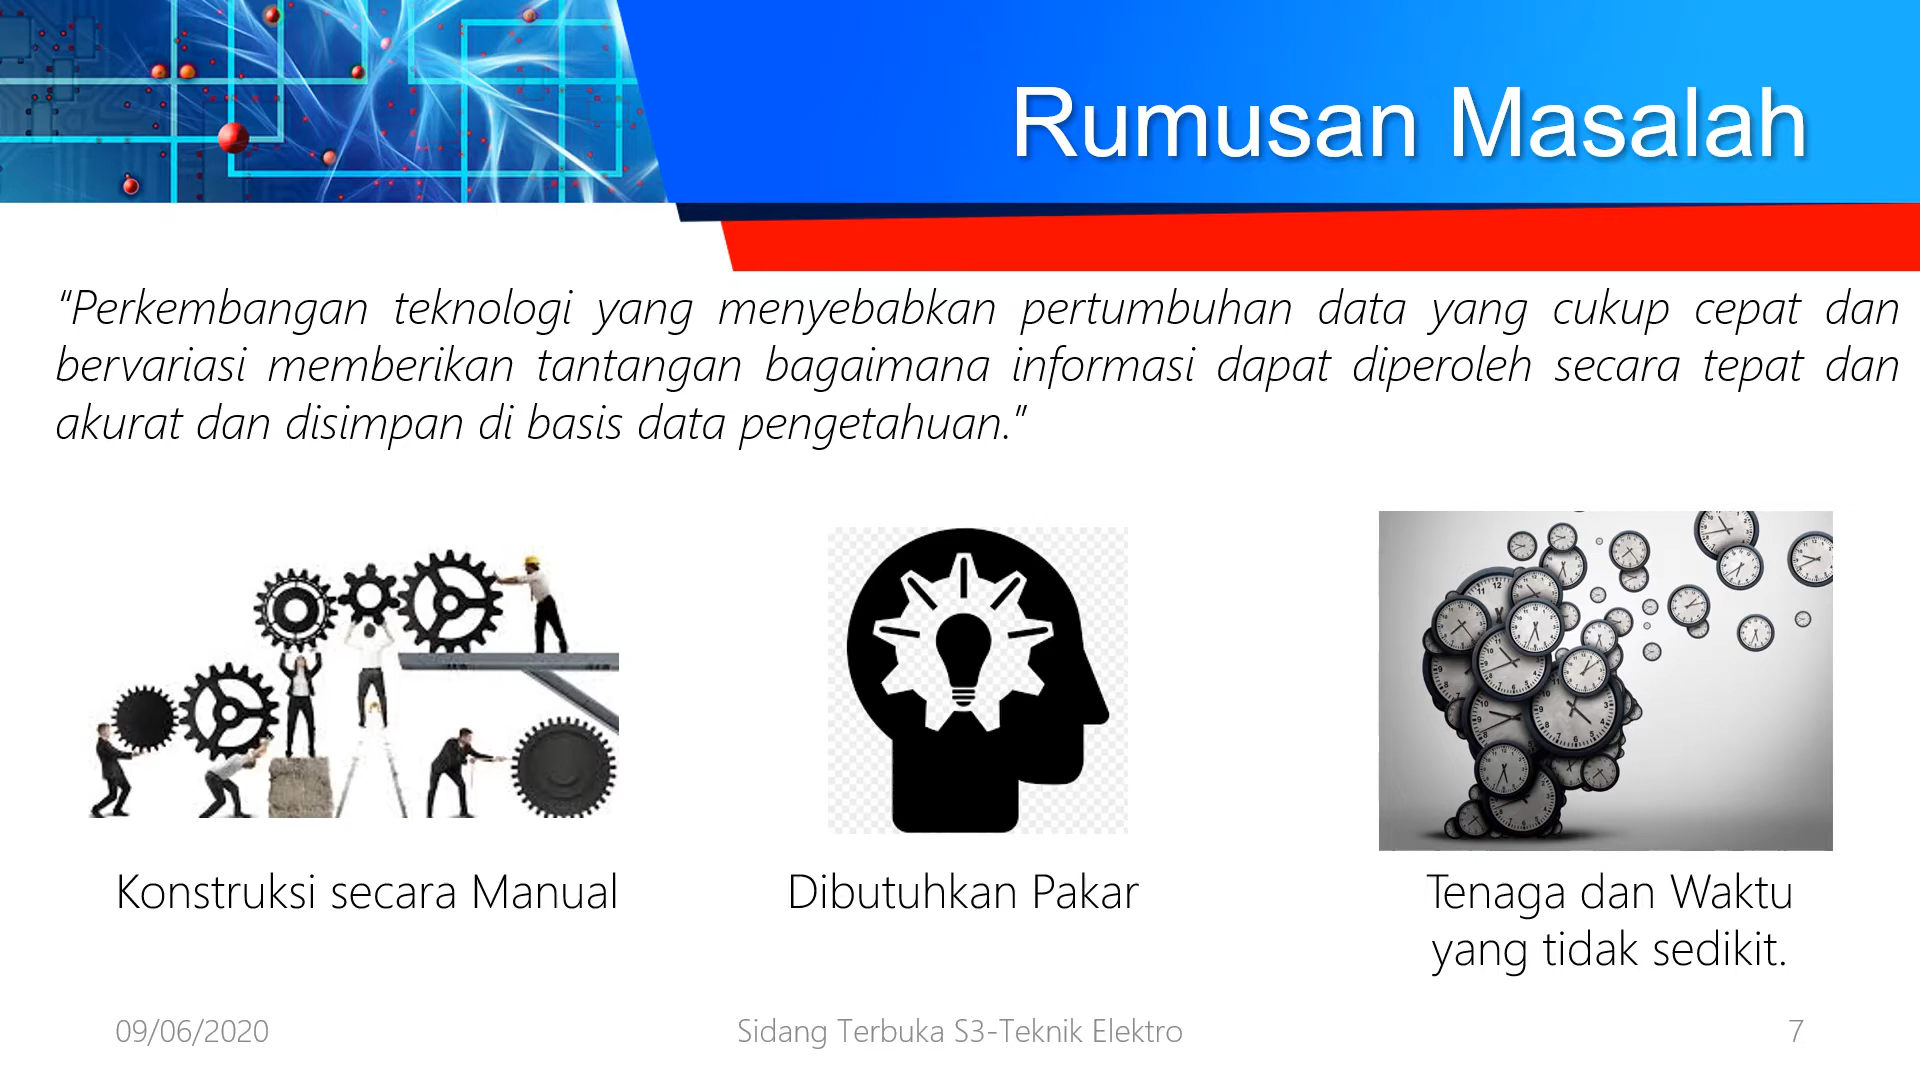 Rumusan Masalah
“Perkembangan teknologi yang menyebabkan pertumbuhan data yang cukup cepat dan
bervariasi memberikan tantangan bagaimana informasi dapat diperoleh secara tepat dan
akurat dan disimpan di basis data pengetahuan.”
Konstruksi secara Manual
Dibutuhkan Pakar
Tenaga dan Waktu
yang tidak sedikit.
09/06/2020
Sidang Terbuka S3-Teknik Elektro
7